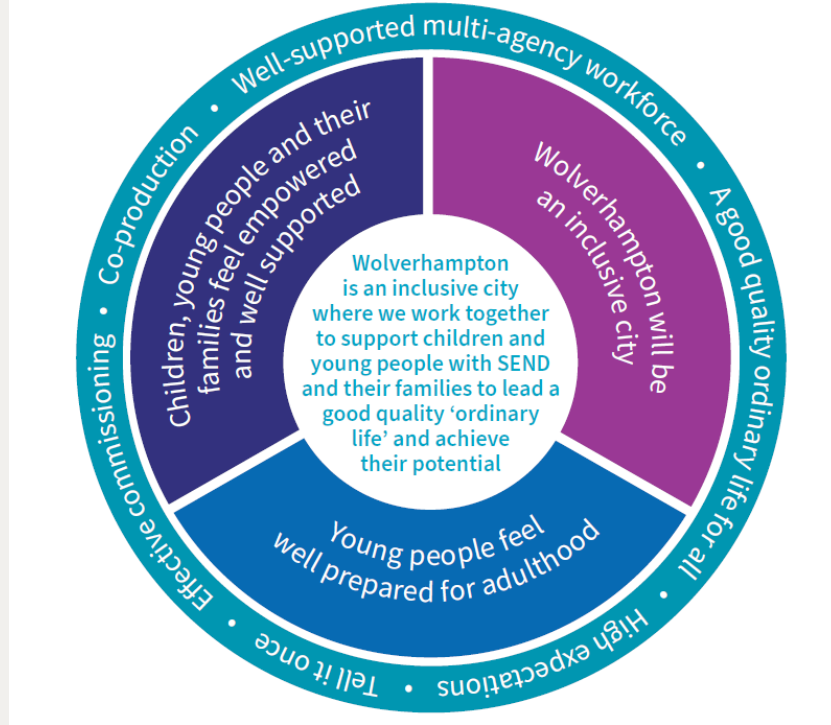 Well-supported multi-agency workforce
•
A good quality ordinary life for all
•
High expectations
•
Tell it once
•
Effective commissioning
•
Co-production
•
Children, young people and their
families feel empowered
and well supported
Wolverhampton will be
an inclusive city
Wolverhampton
is an inclusive city
where we work together
to support children and
young people with SEND
and their families to lead a
good quality ‘ordinary
life’ and achieve
their potential
Young people feel
well prepared for adulthood